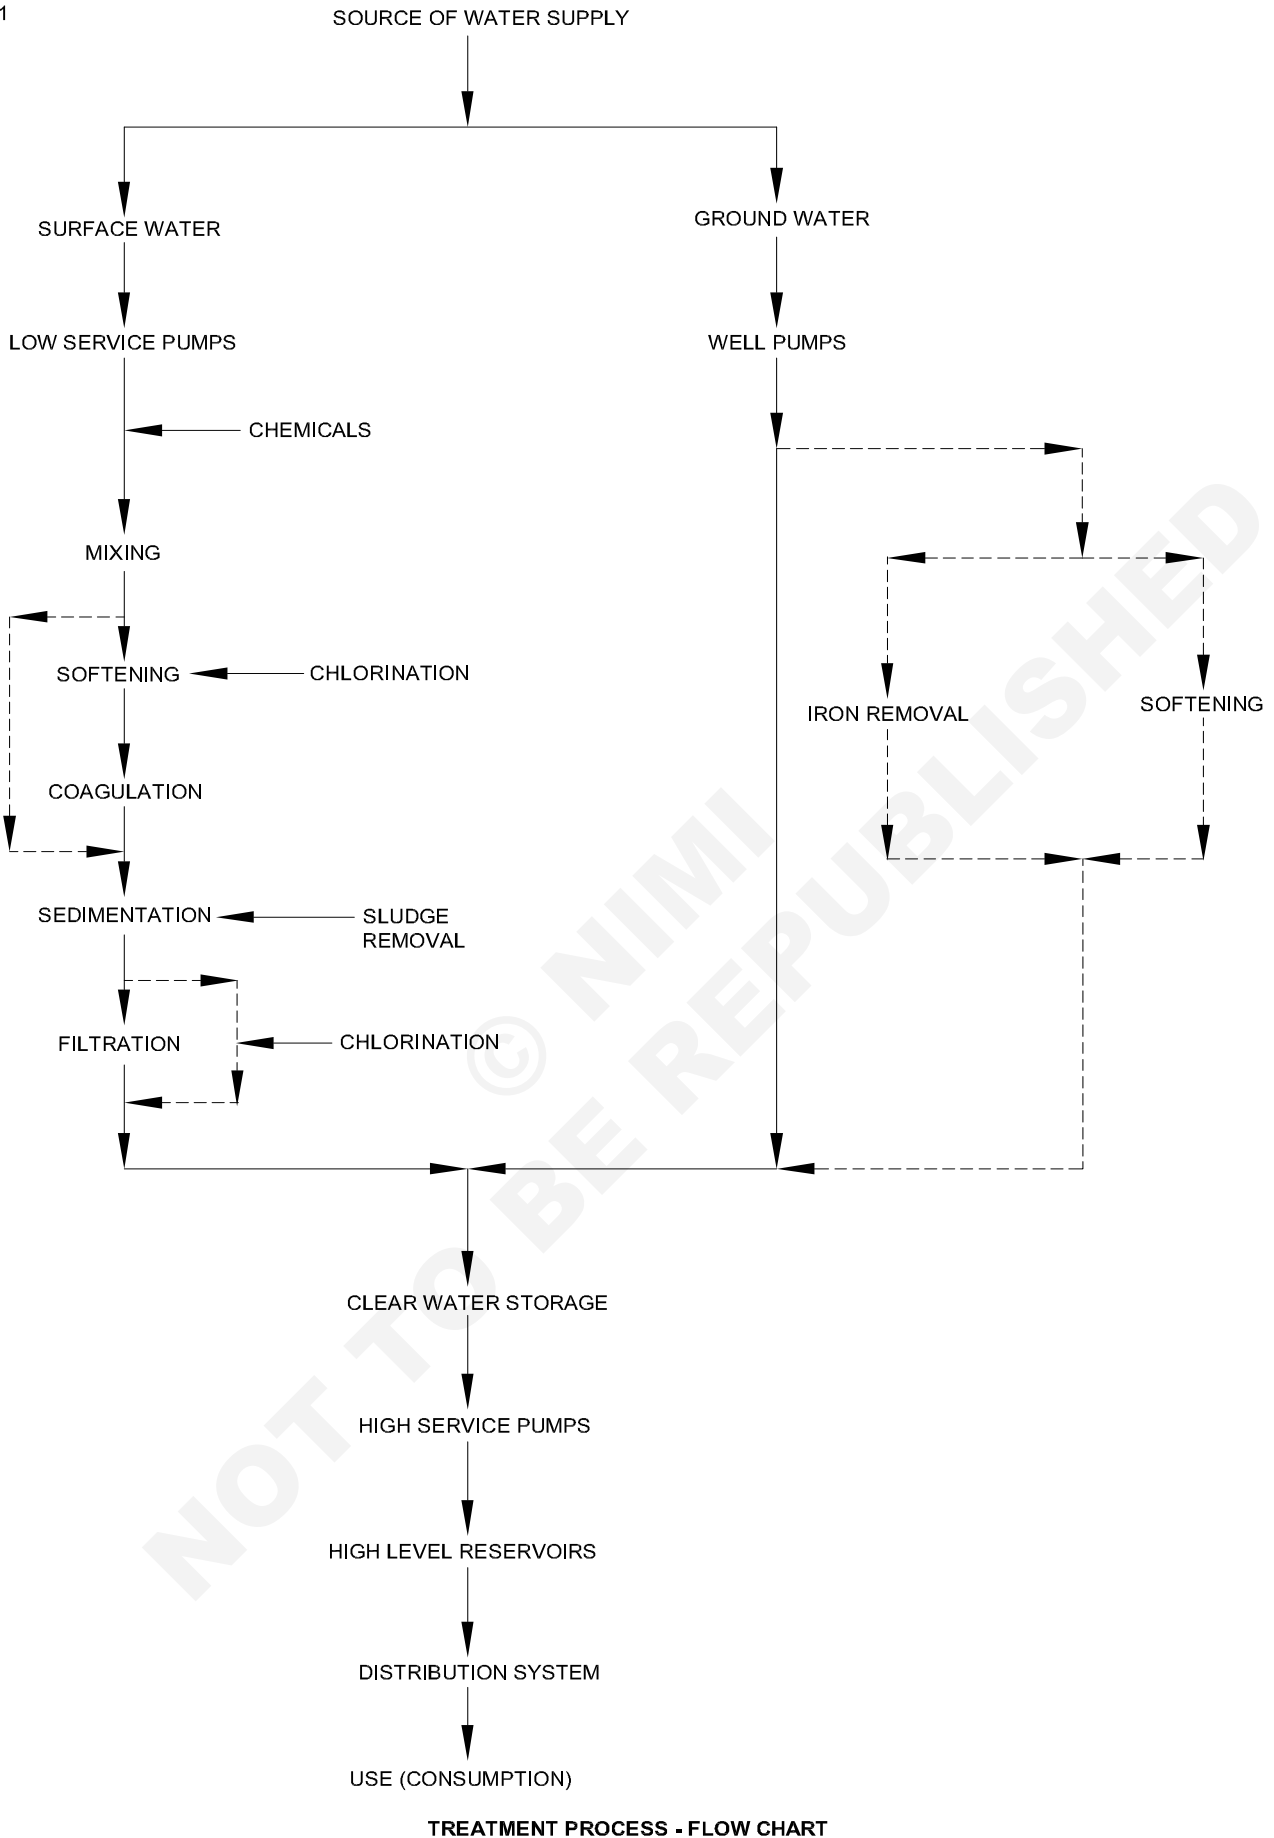 1
SOURCE OF WATER SUPPLY
SURFACE WATER
GROUND WATER
LOW SERVICE PUMPS
WELL PUMPS
CHEMICALS
MIXING
SOFTENING
CHLORINATION
IRON REMOVAL
SOFTENING
COAGULATION
SEDIMENTATION
SLUDGE
REMOVAL
FILTRATION
CHLORINATION
CLEAR WATER STORAGE
HIGH SERVICE PUMPS
HIGH LEVEL RESERVOIRS
DISTRIBUTION SYSTEM
USE (CONSUMPTION)
TREATMENT PROCESS - FLOW CHART
© NIMI
NOT TO BE REPUBLISHED